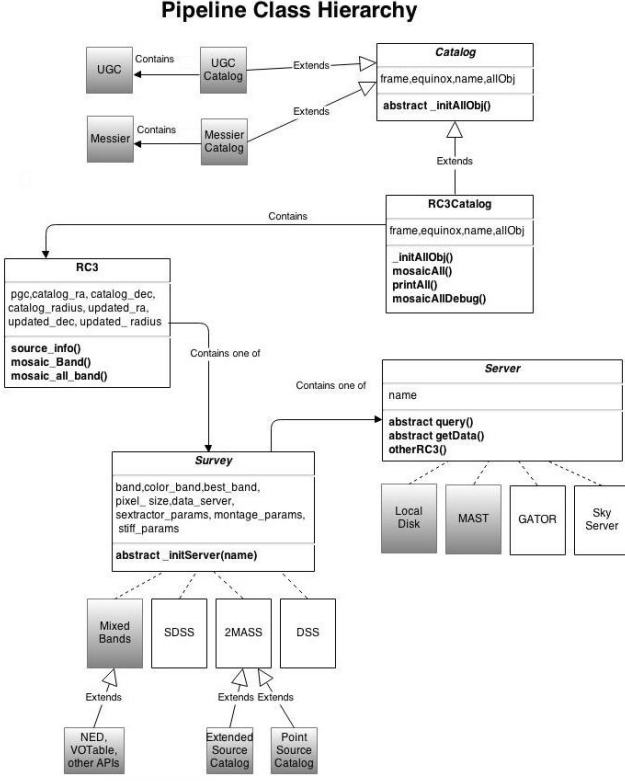 Pipeline Class Hierarchy
Catalog
frame,equinox,name,allObj
abstract _initAllObj()
UGC
Contains
UGC
Catalog
Extends
Messier
Contains
Messier
Catalog
Extends
Extends
RC3Catalog
frame,equinox,name,allObj
_initAllObj()
mosaicAll()
printAll()
mosaicAllDebug()
Contains
RC3
pgc,catalog_ra, catalog_dec,
catalog_radius, updated_ra,
updated_dec, updated_ radius
source_info()
mosaic_Band()
mosaic_all_band()
Contains one of
Contains one of
Server
name
abstract query()
abstract getData()
otherRC3()
Local
Disk
MAST
GATOR
Sky
Server
Survey
band,color_band,best_band,
pixel_ size,data_server,
sextractor_params, montage_params,
stiff_params
abstract _initServer(name)
Mixed
Bands
SDSS
2MASS
DSS
Extends
Extends
Extends
NED,
VOTable,
other APIs
Extended
Source
Catalog
Point
Source
Catalog